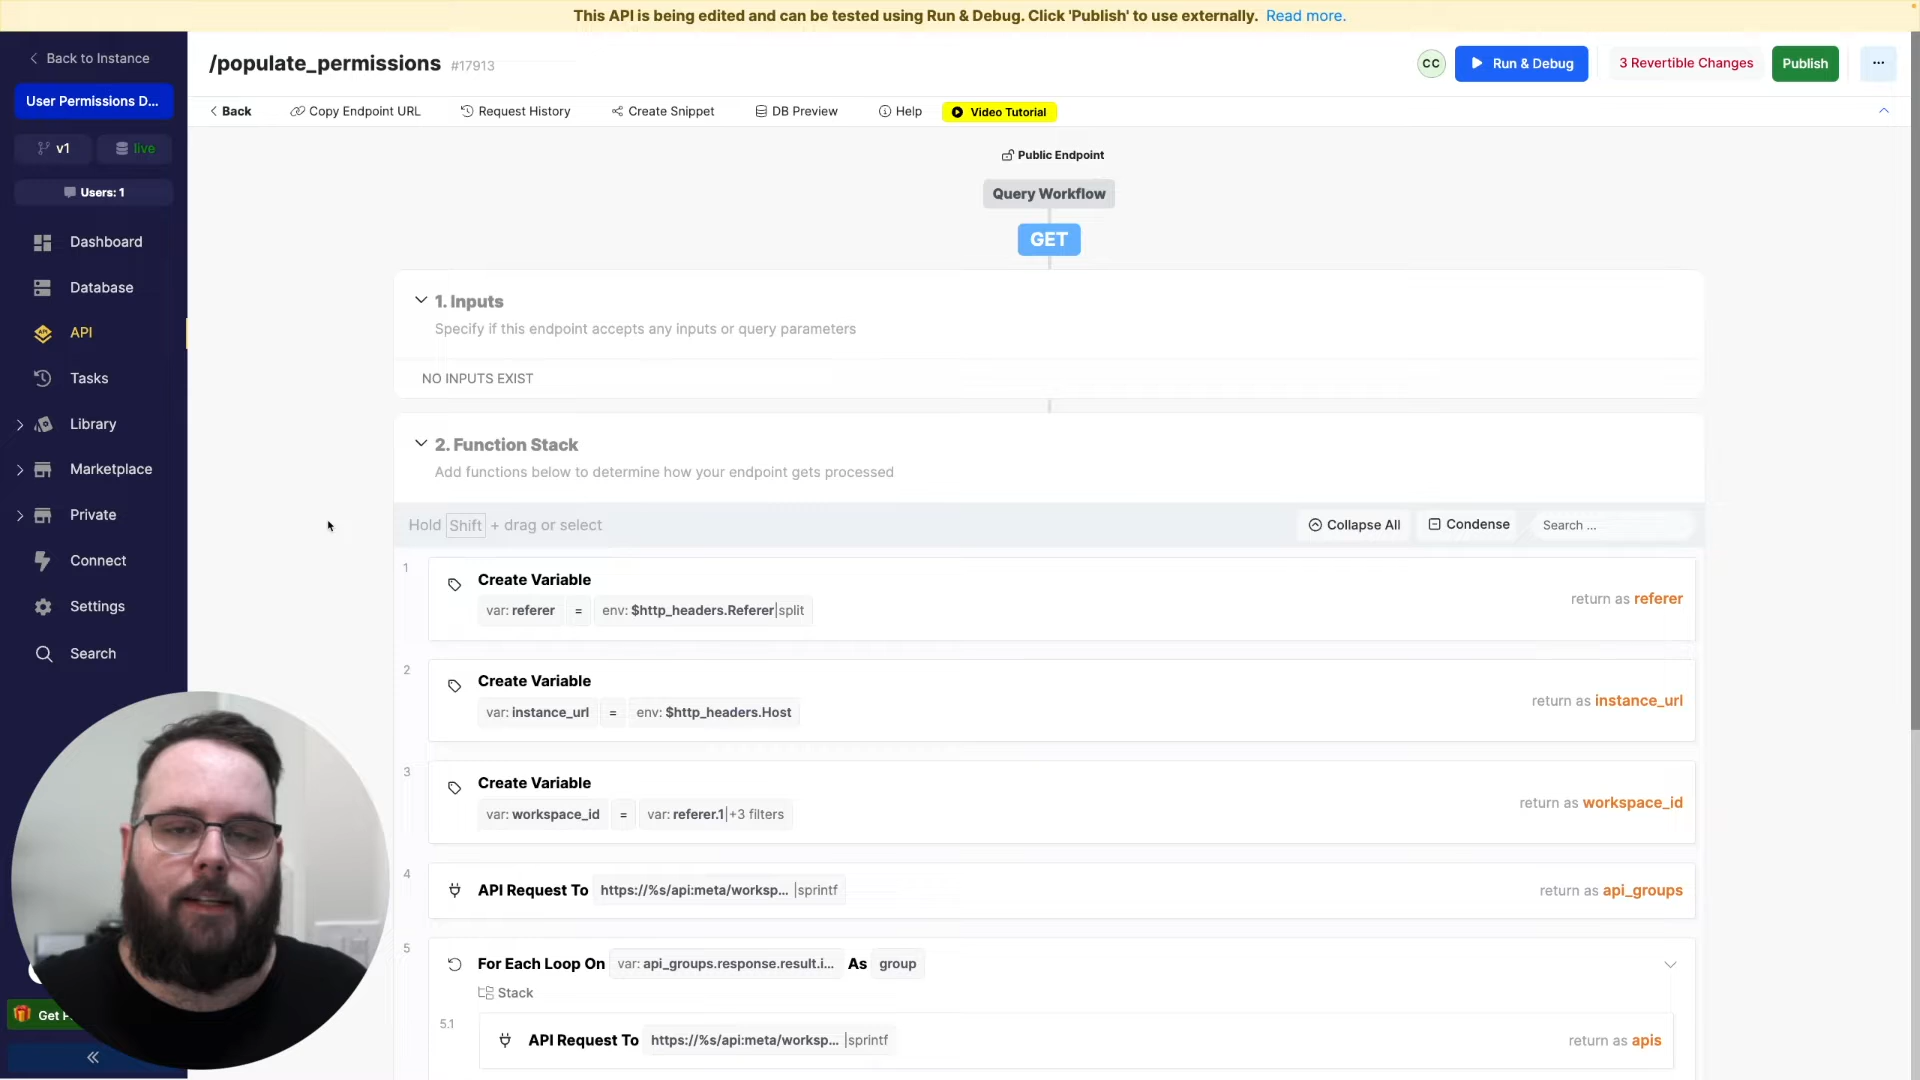 This API is being edited and can be tested using Run & Debug. Click 'Publish' to use externally. Read more.
Back to Instance
/populate_permissions #17913
CC
Run & Debug
3 Revertible Changes
Publish
...
User Permissions D...
Back
Copy Endpoint URL
Request History
Create Snippet
DB Preview
Help
Video Tutorial
v1
live
Users: 1
Dashboard
Database
API
Tasks
Library
Marketplace
Private
Connect
Settings
Search
Public Endpoint
Query Workflow
GET
1. Inputs
Specify if this endpoint accepts any inputs or query parameters
NO INPUTS EXIST
2. Function Stack
Add functions below to determine how your endpoint gets processed
Hold Shift + drag or select
Collapse All
Condense
Search ...
1
Create Variable
var: referer = env: $http_headers.Referer|split
return as referer
2
Create Variable
var: instance_url = env: $http_headers.Host
return as instance_url
3
Create Variable
var: workspace_id = var: referer.1|+3 filters
return as workspace_id
4
API Request To https://%s/api:meta/worksp... |sprintf
return as api_groups
5
For Each Loop On var: api_groups.response.result.i... As group
Stack
5.1
API Request To https://%s/api:meta/worksp... |sprintf
return as apis
Get